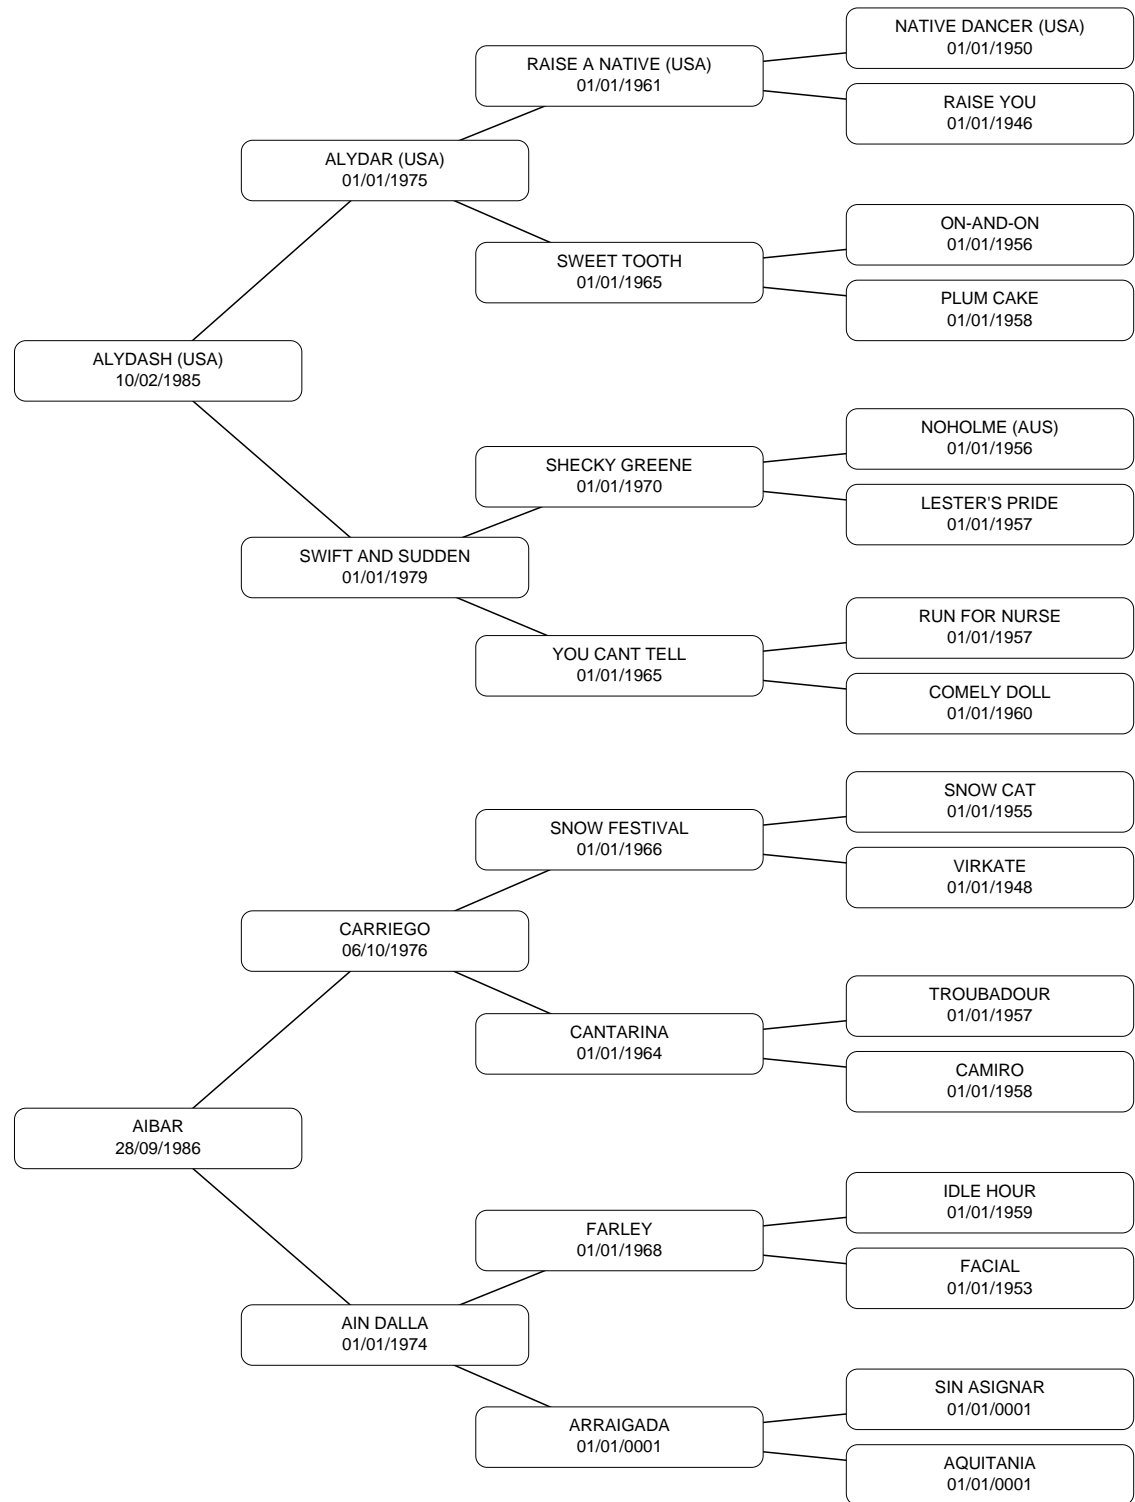 NATIVE DANCER (USA)
01/01/1950
RAISE A NATIVE (USA)
01/01/1961
RAISE YOU
01/01/1946
ALYDAR (USA)
01/01/1975
ON-AND-ON
01/01/1956
SWEET TOOTH
01/01/1965
PLUM CAKE
01/01/1958
ALYDASH (USA)
10/02/1985
NOHOLME (AUS)
01/01/1956
SHECKY GREENE
01/01/1970
LESTER'S PRIDE
01/01/1957
SWIFT AND SUDDEN
01/01/1979
RUN FOR NURSE
01/01/1957
YOU CANT TELL
01/01/1965
COMELY DOLL
01/01/1960
SNOW CAT
01/01/1955
SNOW FESTIVAL
01/01/1966
VIRKATE
01/01/1948
CARRIEGO
06/10/1976
TROUBADOUR
01/01/1957
CANTARINA
01/01/1964
CAMIRO
01/01/1958
AIBAR
28/09/1986
IDLE HOUR
01/01/1959
FARLEY
01/01/1968
FACIAL
01/01/1953
AIN DALLA
01/01/1974
SIN ASIGNAR
01/01/0001
ARRAIGADA
01/01/0001
AQUITANIA
01/01/0001